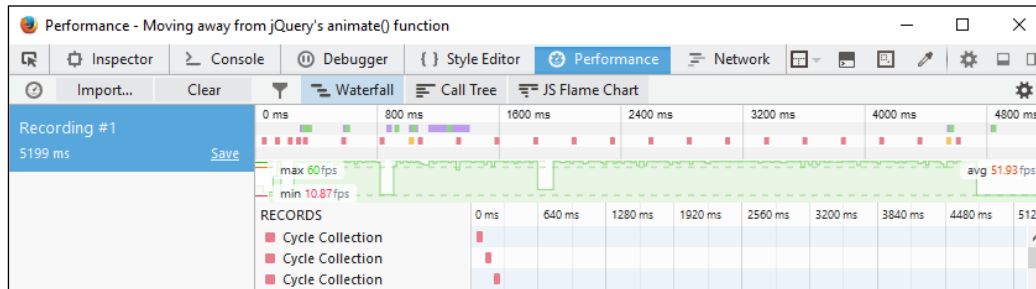 Performance - Moving away from jQuery's animate() function
Inspector Console Debugger { } Style Editor Performance Network
Import... Clear Waterfall Call Tree JS Flame Chart
Recording #1
5199 ms Save
0 ms 800 ms 1600 ms 2400 ms 3200 ms 4000 ms 4800 ms
max 60fps
avg 51.93fps
min 10.87fps
RECORDS 0 ms 640 ms 1280 ms 1920 ms 2560 ms 3200 ms 3840 ms 4480 ms 512
Cycle Collection
Cycle Collection
Cycle Collection